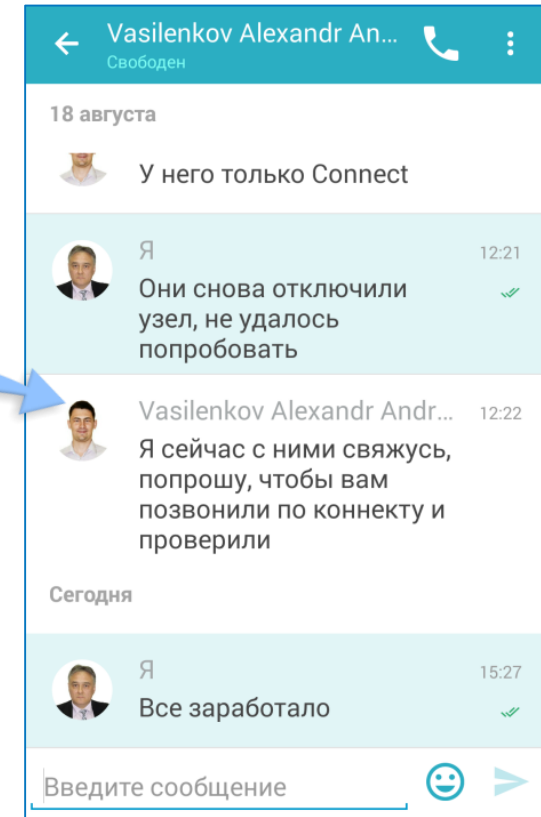 Vasilenkov Alexandr An...
Свободен
18 августа
У него только Connect
Я 12:21
Они снова отключили
узел, не удалось
попробовать
Vasilenkov Alexandr Andr... 12:22
Я сейчас с ними свяжусь,
попрошу, чтобы вам
позвонили по коннекту и
проверили
Сегодня
Я 15:27
Все заработало
Введите сообщение